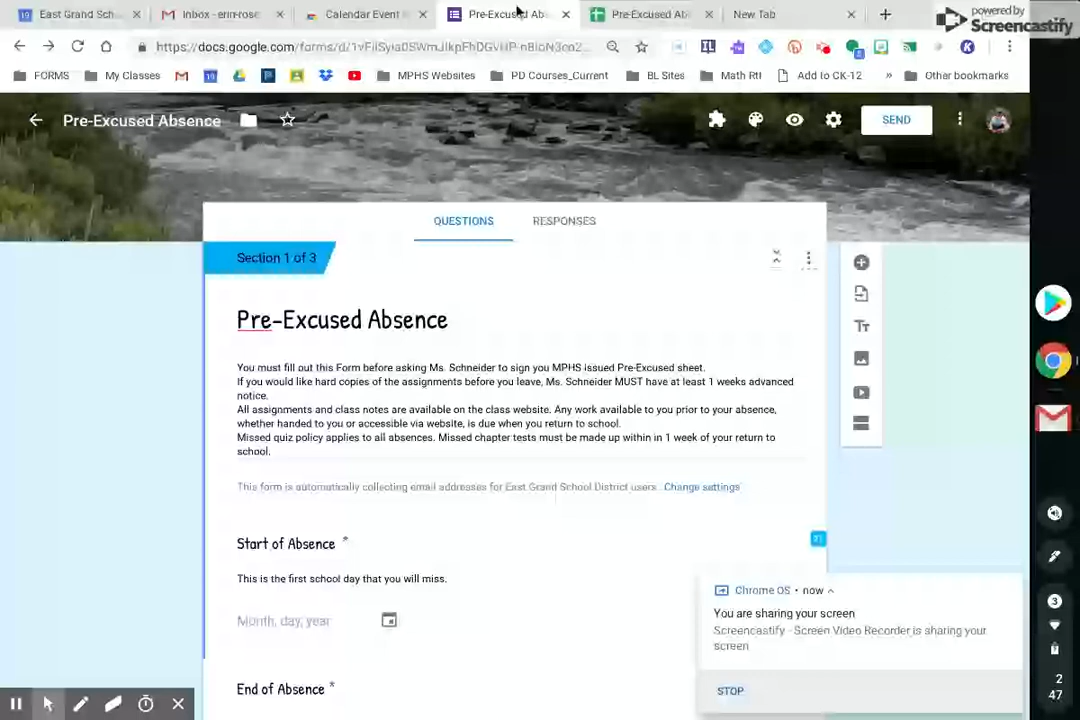 East Grand Sch
Inbox - erin-rose
Calendar Event
Pre-Excused Ab
Pre-Excused Ab
New Tab
powered by
Screencastify
https://docs.google.com/forms/d/
FORMS
My Classes
MPHS Websites
PD Courses_Current
BL Sites
Math RtI
Add to CK-12
»
Other bookmarks
Pre-Excused Absence
SEND
QUESTIONS
RESPONSES
Section 1 of 3
Pre-Excused Absence
You must fill out this Form before asking Ms. Schneider to sign you MPHS issued Pre-Excused sheet.
If you would like hard copies of the assignments before you leave, Ms. Schneider MUST have at least 1 weeks advanced
notice.
All assignments and class notes are available on the class website. Any work available to you prior to your absence,
whether handed to you or accessible via website, is due when you return to school.
Missed quiz policy applies to all absences. Missed chapter tests must be made up within in 1 week of your return to
school.
This form is automatically collecting email addresses for East Grand School District users. Change settings
Start of Absence *
This is the first school day that you will miss.
Month, day, year
End of Absence *
Chrome OS • now
You are sharing your screen
Screencastify - Screen Video Recorder is sharing your
screen
STOP
3
2
47